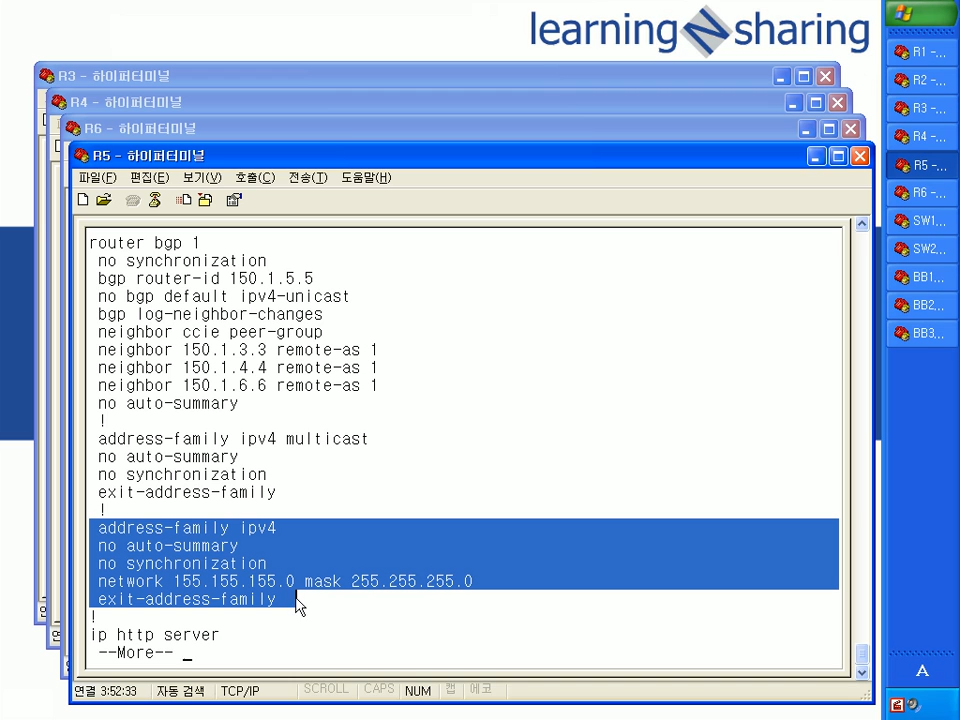 learning sharing
R3 - 하이퍼터미널
R4 - 하이퍼터미널
R6 - 하이퍼터미널
R5 - 하이퍼터미널
파일(F) 편집(E) 보기(V) 호출(C) 전송(T) 도움말(H)
router bgp 1
no synchronization
bgp router-id 150.1.5.5
no bgp default ipv4-unicast
bgp log-neighbor-changes
neighbor ccie peer-group
neighbor 150.1.3.3 remote-as 1
neighbor 150.1.4.4 remote-as 1
neighbor 150.1.6.6 remote-as 1
no auto-summary
!
address-family ipv4 multicast
no auto-summary
no synchronization
exit-address-family
!
address-family ipv4
no auto-summary
no synchronization
network 155.155.155.0 mask 255.255.255.0
exit-address-family
!
ip http server
--More-- _
연결 3:52:33 자동 검색 TCP/IP SCROLL CAPS NUM 캡 에코
R1 -...
R2 -...
R3 -...
R4 -...
R5 -...
R6 -...
SW1...
SW2...
BB1...
BB2...
BB3...
A